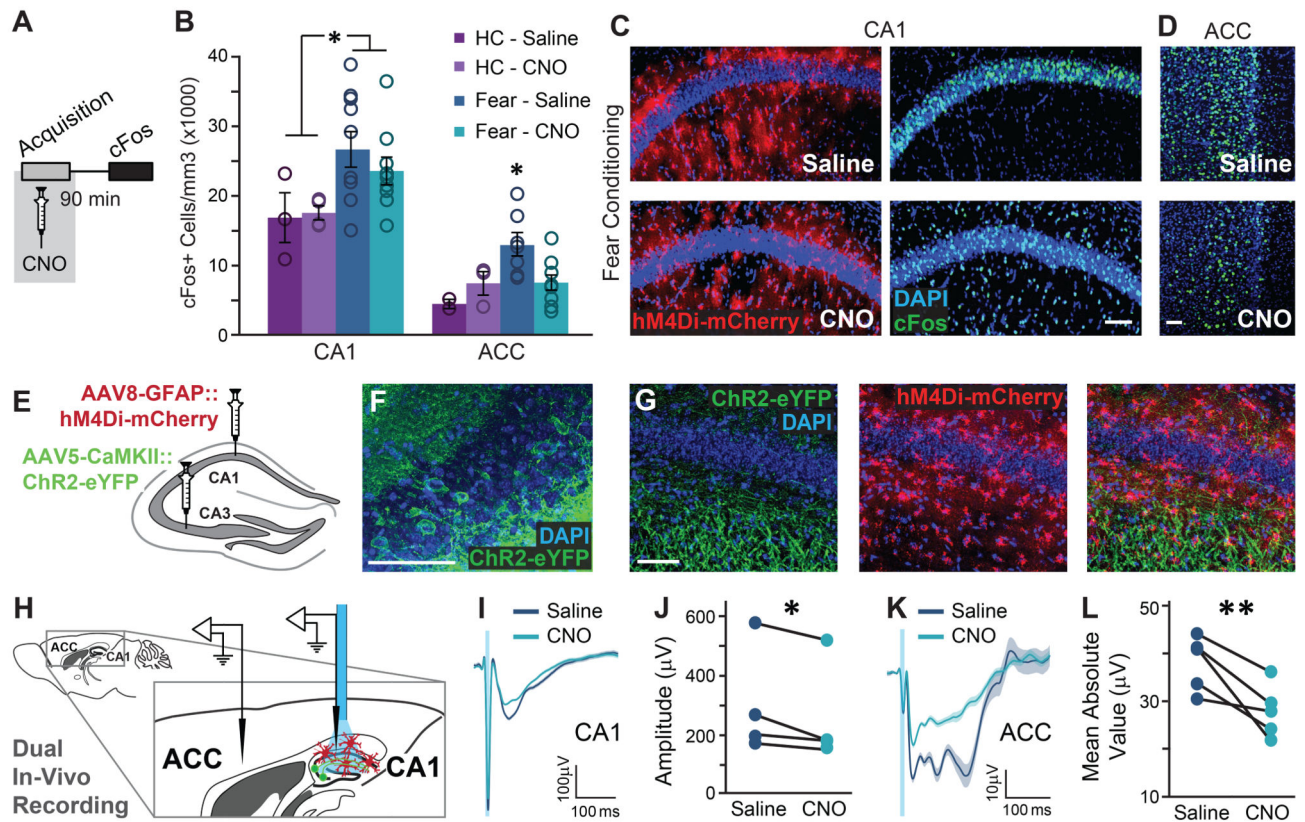 A
Acquisition
cFos
90 min
CNO
B
cFos+ Cells/mm3 (x1000)
40
30
20
10
0
*
*
HC - Saline
HC - CNO
Fear - Saline
Fear - CNO
CA1
ACC
C
CA1
Fear Conditioning
Saline
hM4Di-mCherry
CNO
DAPI
cFos
D
ACC
Saline
CNO
E
AAV8-GFAP::
hM4Di-mCherry
AAV5-CaMKII::
ChR2-eYFP
CA1
CA3
F
DAPI
ChR2-eYFP
G
ChR2-eYFP
DAPI
hM4Di-mCherry
H
ACC
CA1
ACC
CA1
Dual
In-Vivo
Recording
I
Saline
CNO
CA1
100µV
100 ms
J
*
Amplitude (µV)
600
400
200
0
Saline
CNO
K
Saline
CNO
ACC
10µV
100 ms
L
**
Mean Absolute
Value (µV)
50
30
10
Saline
CNO